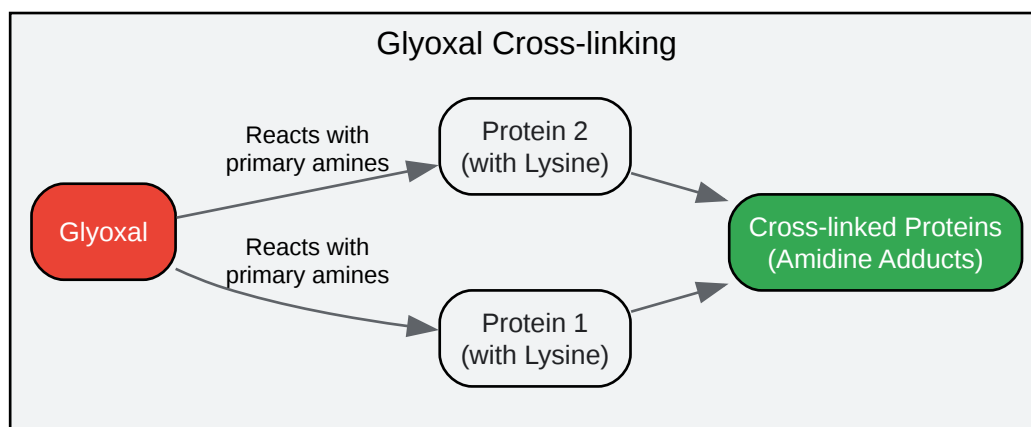 Glyoxal Cross-linking
Reacts with
primary amines
Protein 2
(with Lysine)
Glyoxal
Cross-linked Proteins
(Amidine Adducts)
Reacts with
primary amines
Protein 1
(with Lysine)